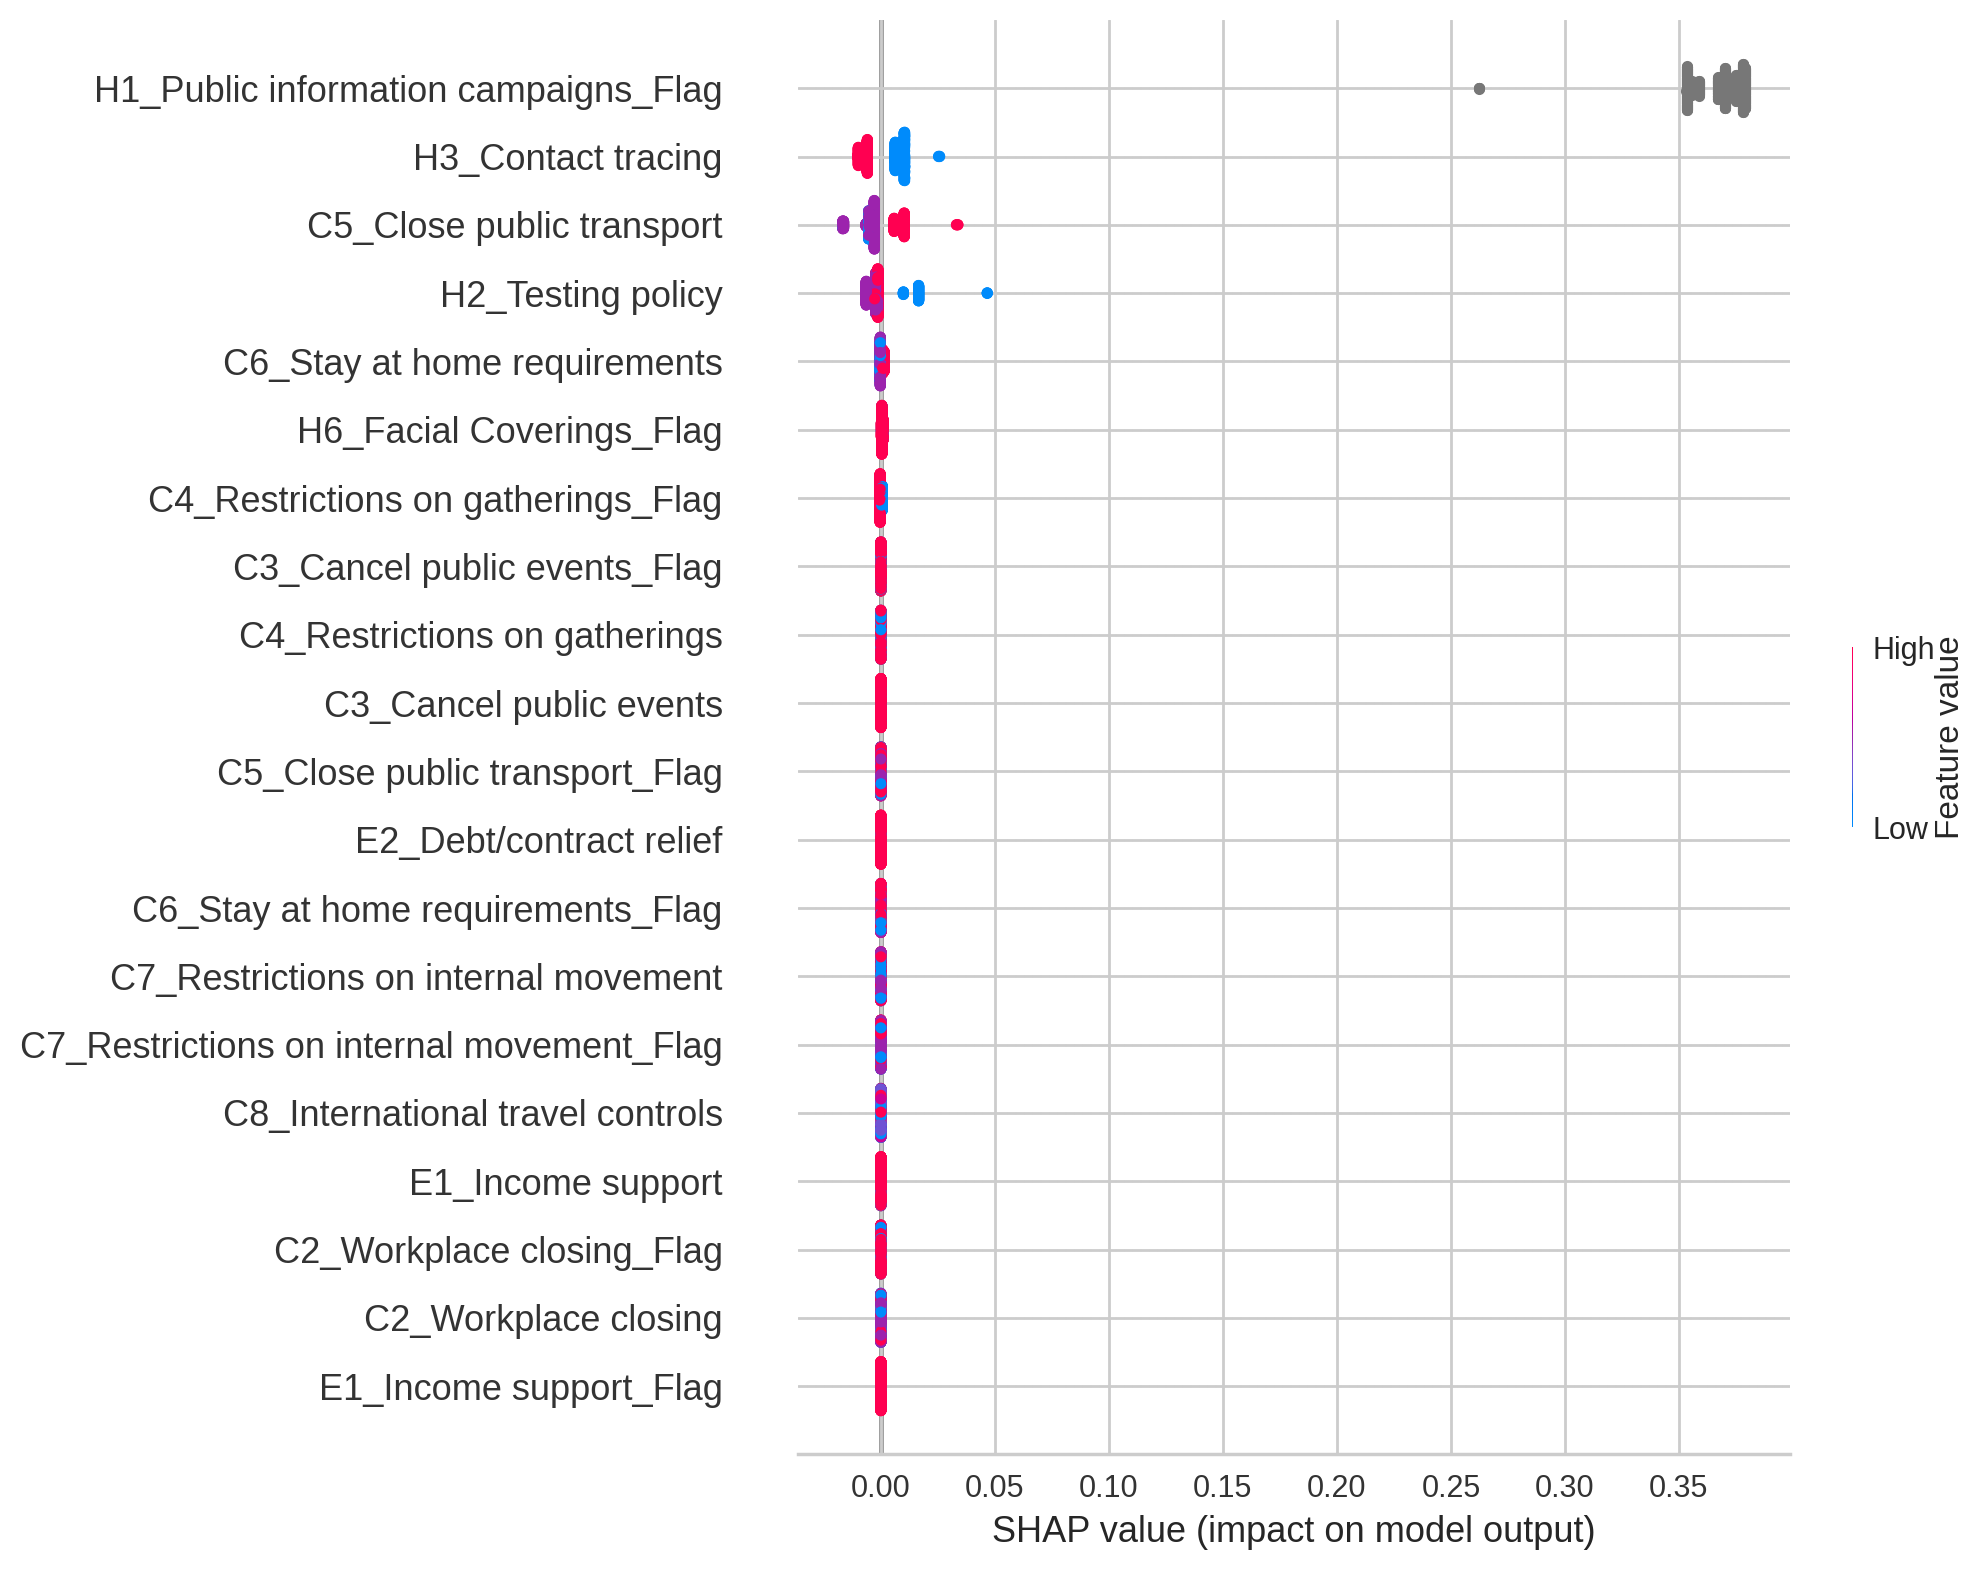 H1_Public information campaigns_Flag
H3_Contact tracing
C5_Close public transport
H2_Testing policy
C6_Stay at home requirements
H6_Facial Coverings_Flag
C4_Restrictions on gatherings_Flag
C3_Cancel public events_Flag
C4_Restrictions on gatherings
C3_Cancel public events
C5_Close public transport_Flag
E2_Debt/contract relief
C6_Stay at home requirements_Flag
C7_Restrictions on internal movement
C7_Restrictions on internal movement_Flag
C8_International travel controls
E1_Income support
C2_Workplace closing_Flag
C2_Workplace closing
E1_Income support_Flag
0.00 0.05 0.10 0.15 0.20 0.25 0.30 0.35
SHAP value (impact on model output)
High
Low
Feature value